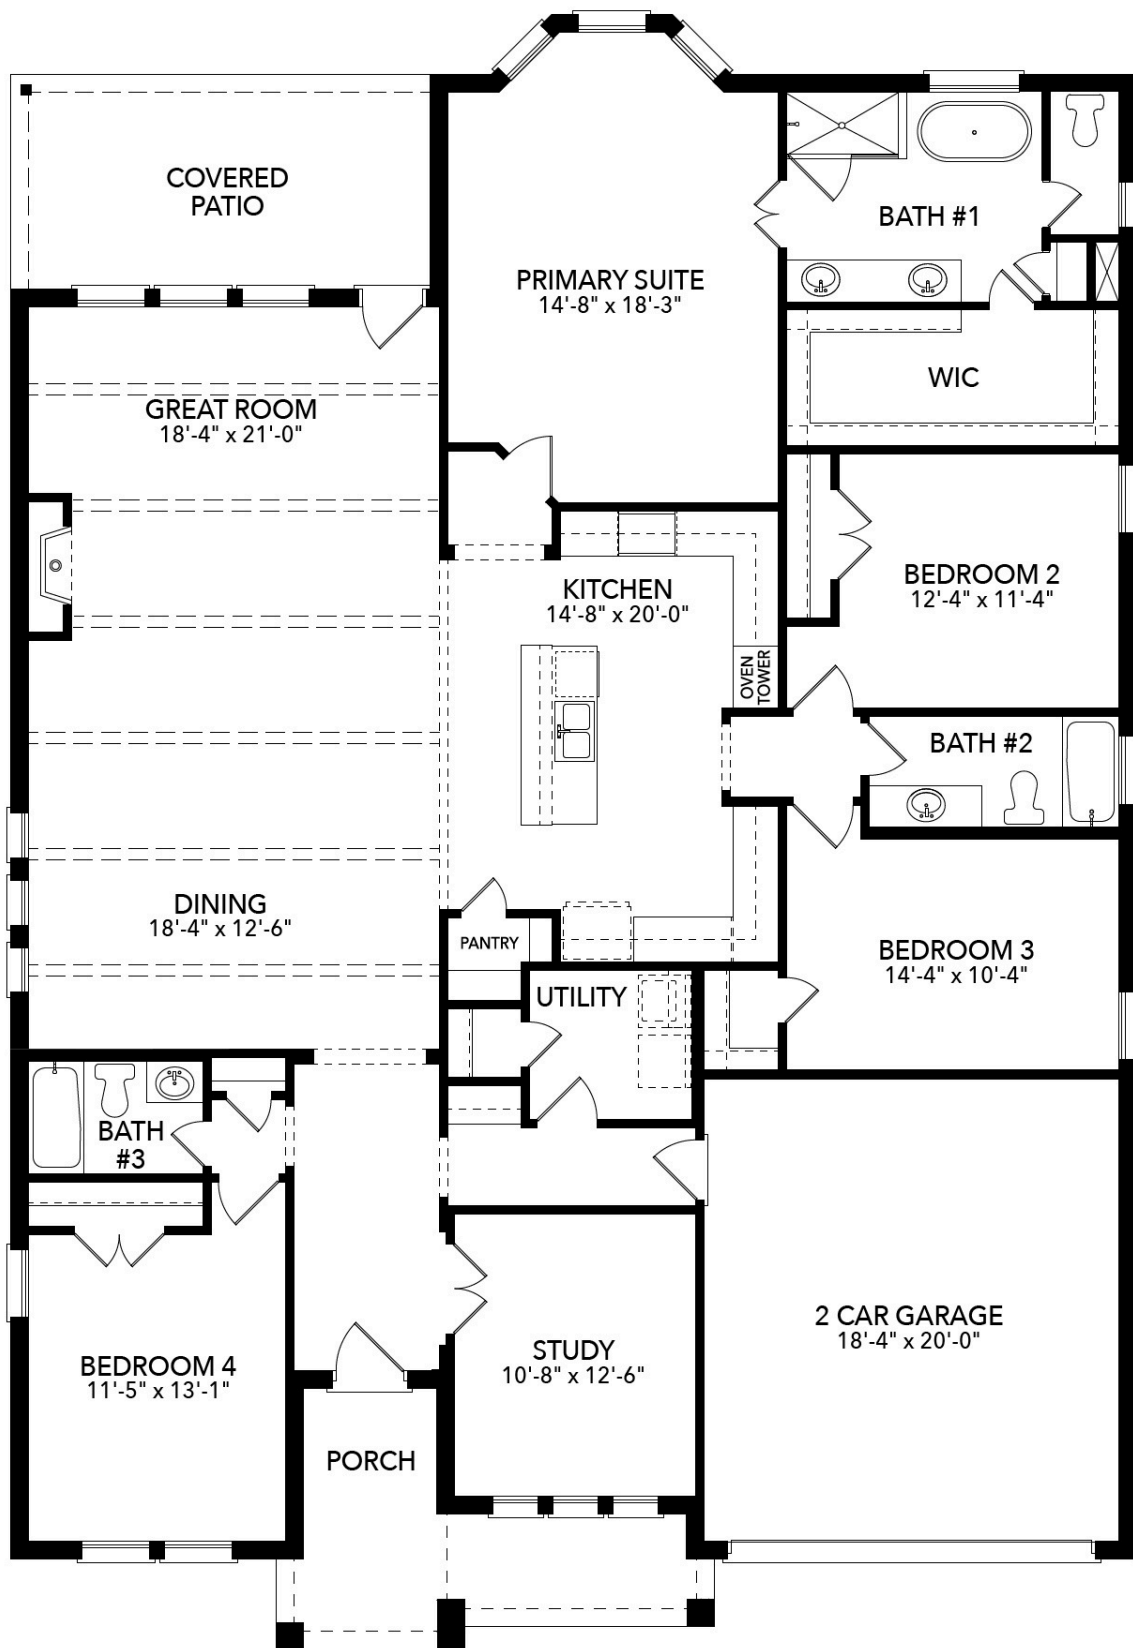 COVERED
PATIO
PRIMARY SUITE
14'-8" x 18'-3"
BATH #1
WIC
GREAT ROOM
18'-4" x 21'-0"
KITCHEN
14'-8" x 20'-0"
BEDROOM 2
12'-4" x 11'-4"
OVEN
TOWER
BATH #2
DINING
18'-4" x 12'-6"
PANTRY
BEDROOM 3
14'-4" x 10'-4"
UTILITY
BATH
#3
BEDROOM 4
11'-5" x 13'-1"
STUDY
10'-8" x 12'-6"
2 CAR GARAGE
18'-4" x 20'-0"
PORCH